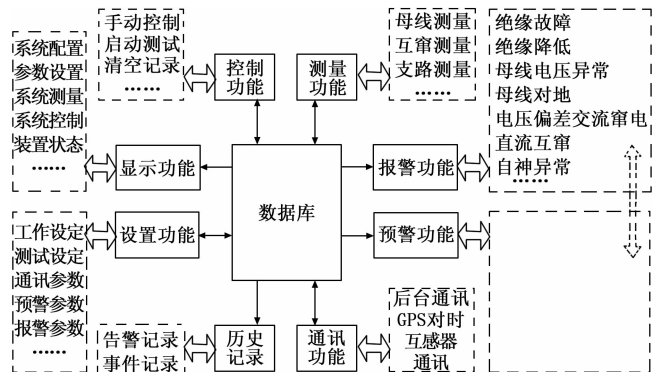 手动控制
启动测试
清空记录
……
控制
功能
测量
功能
母线测量
互窜测量
支路测量
……
绝缘故障
绝缘降低
母线电压异常
母线对地
电压偏差交流窜电
直流互窜
自神异常
……
系统配置
参数设置
系统测量
系统控制
装置状态
……
显示功能
报警功能
数据库
工作设定
测试设定
通讯参数
预警参数
报警参数
……
设置功能
预警功能
告警记录
事件记录
历史
记录
通讯
功能
后台通讯
GPS对时
互感器
通讯